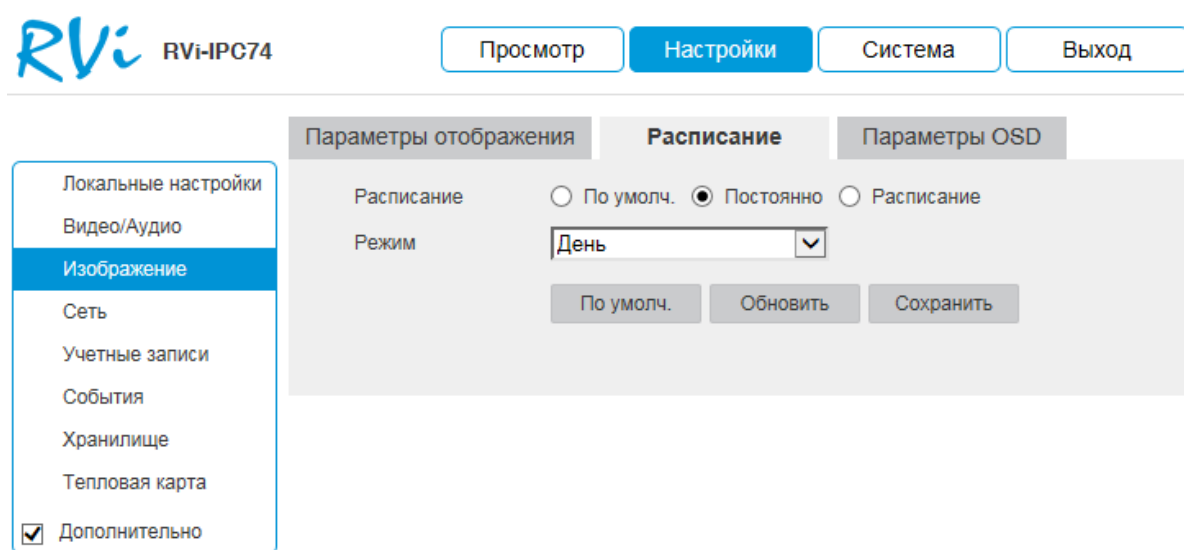 RVi RVi-IPC74 Просмотр Настройки Система Выход
Параметры отображения Расписание Параметры OSD
Локальные настройки
Видео/Аудио
Изображение
Сеть
Учетные записи
События
Хранилище
Тепловая карта
Дополнительно
Расписание По умолч. Постоянно Расписание
Режим День
По умолч. Обновить Сохранить